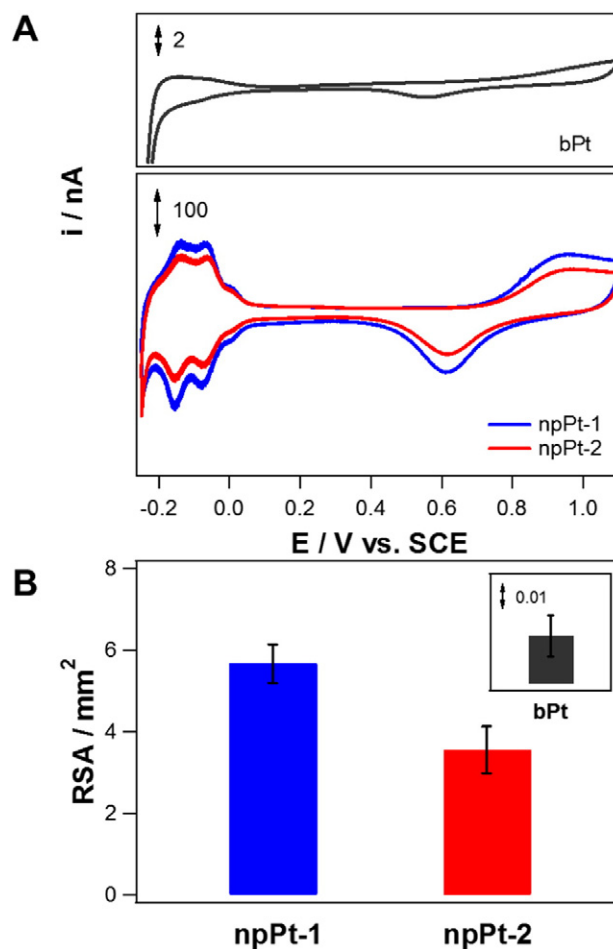 A
2
bPt
i / nA
100
npPt-1
npPt-2
-0.2 0.0 0.2 0.4 0.6 0.8 1.0
E / V vs. SCE
B
8
6
4
2
0
RSA / mm²
0.01
bPt
npPt-1 npPt-2